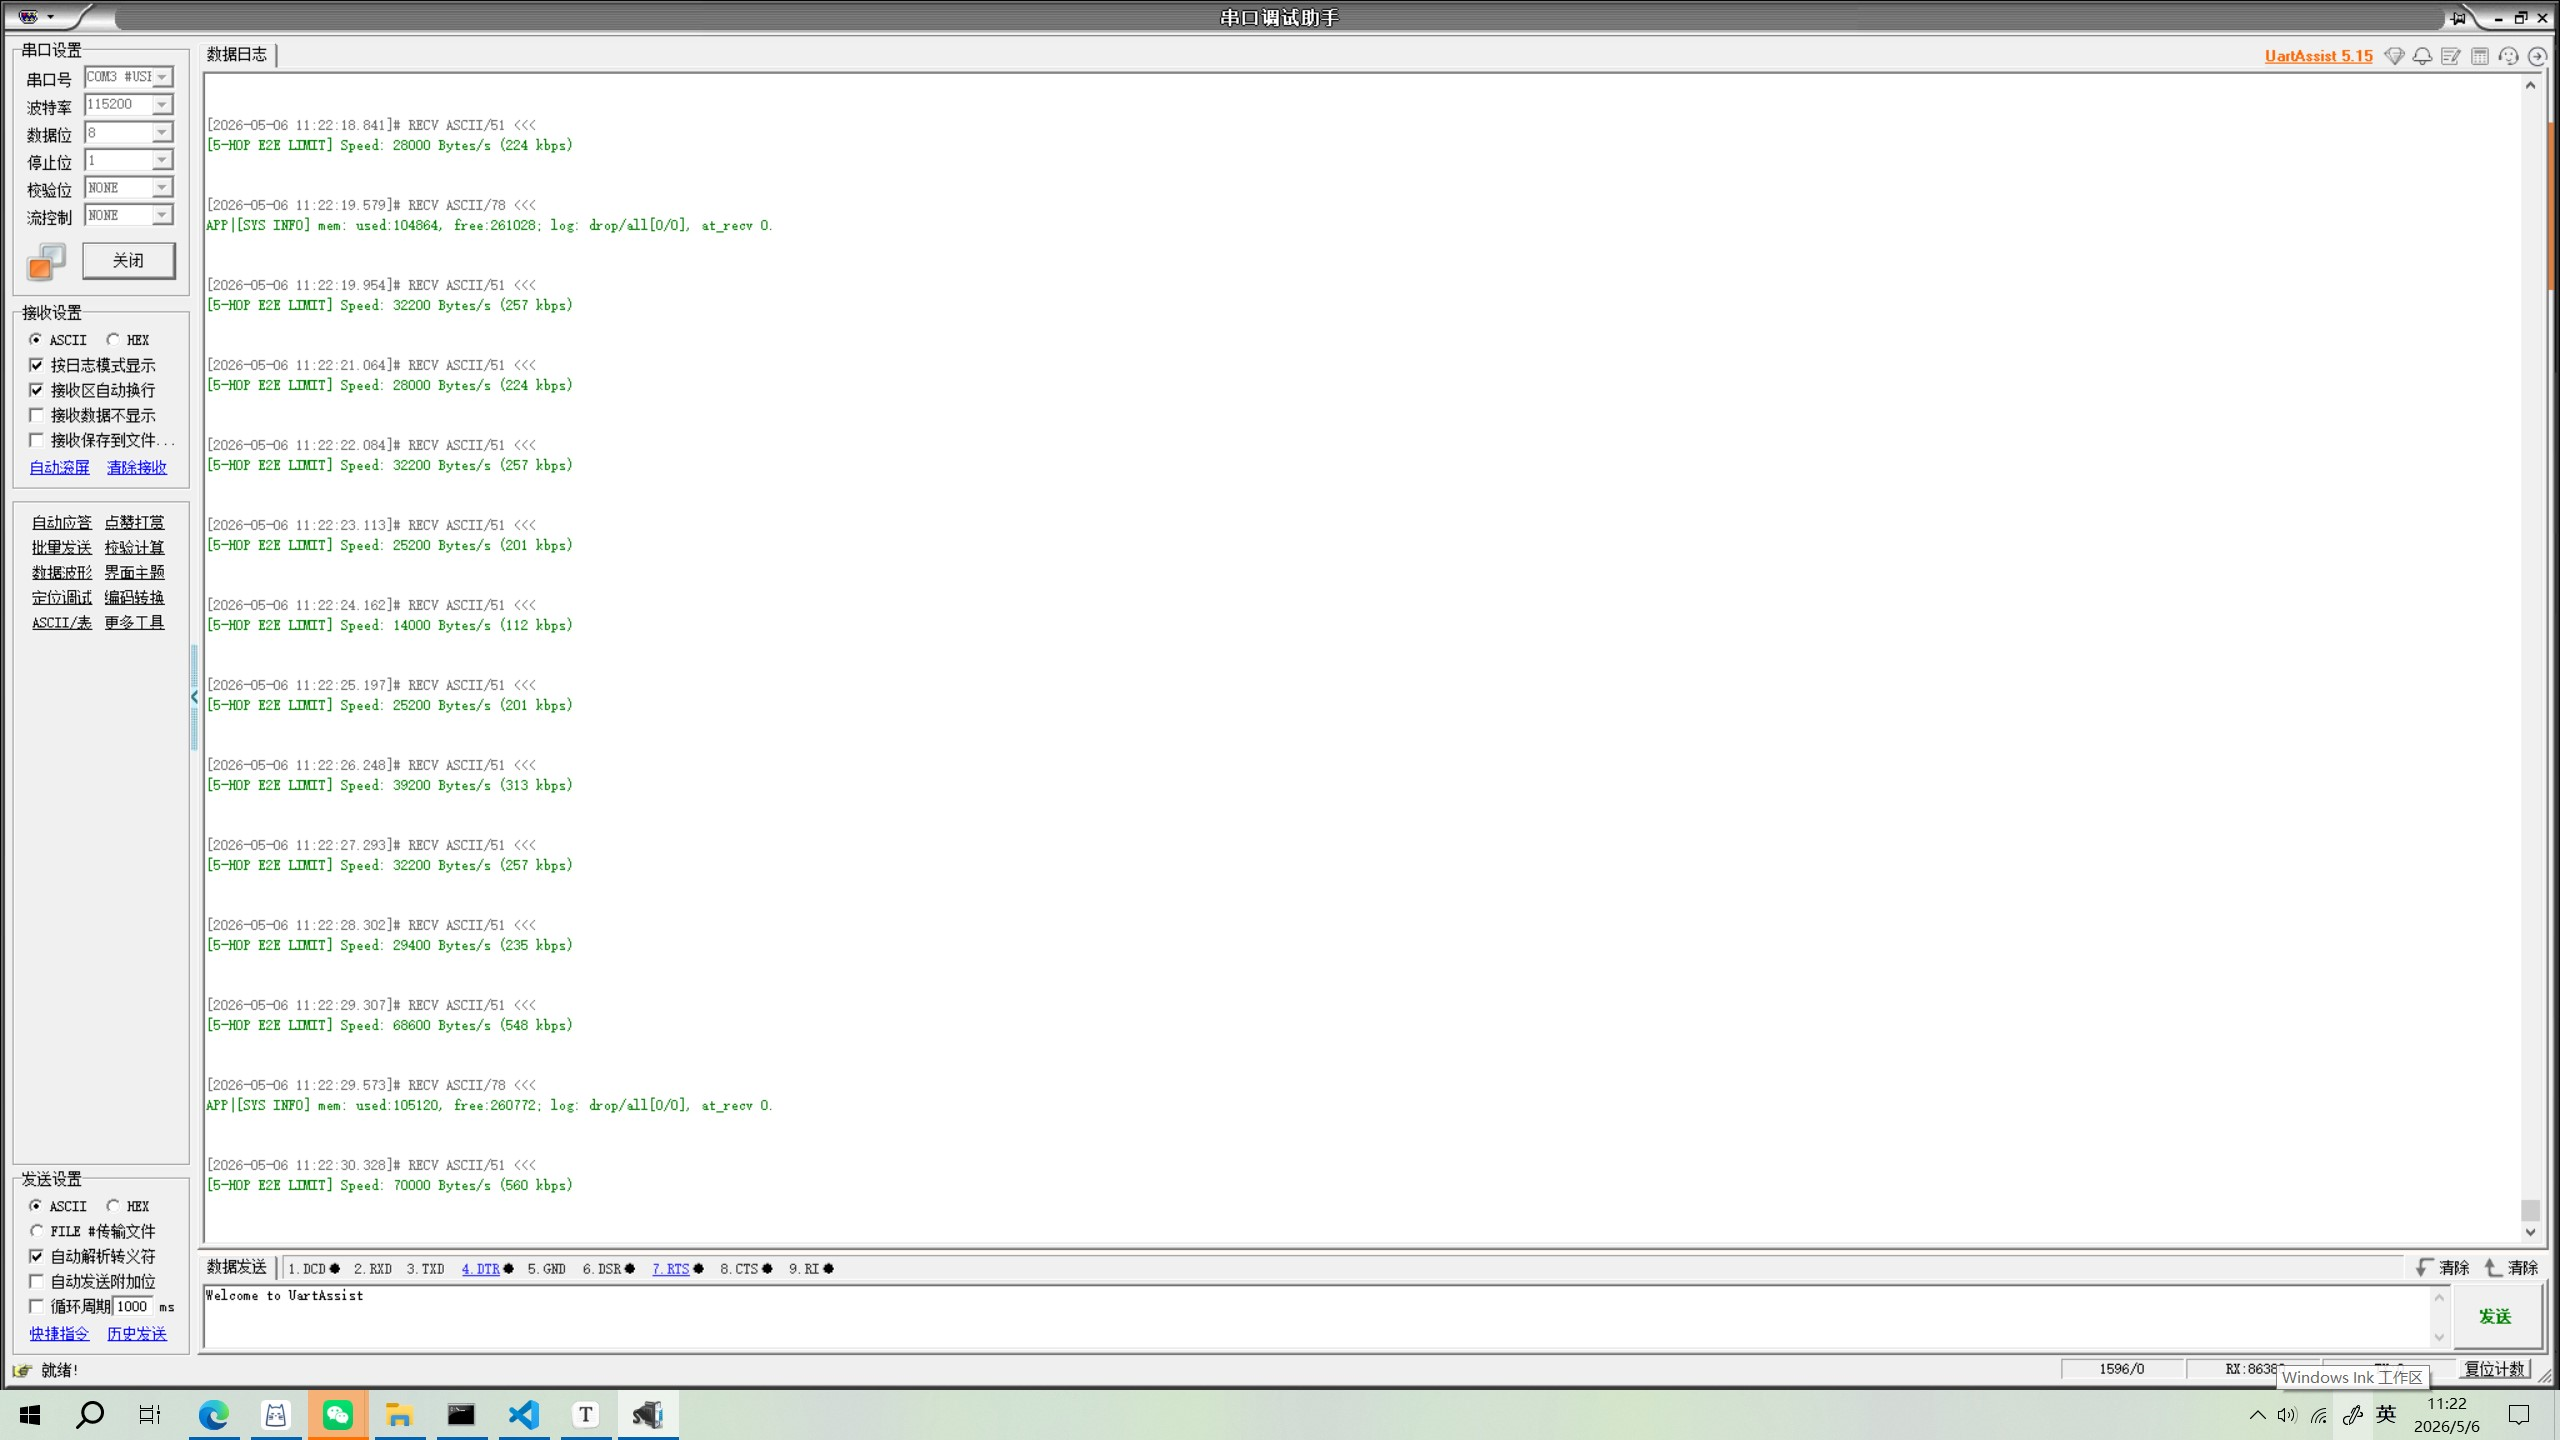 串口调试助手
串口设置
串口号 COM3 #USB
波特率 115200
数据位 8
停止位 1
校验位 NONE
流控制 NONE
关闭
接收设置
ASCII HEX
按日志模式显示
接收区自动换行
接收数据不显示
接收保存到文件...
自动滚屏 清除接收
自动应答 点赞打赏
批量发送 校验计算
数据波形 界面主题
定位调试 编码转换
ASCII/表 更多工具
发送设置
ASCII HEX
FILE #传输文件
自动解析转义符
自动发送附加位
循环周期 1000 ms
快捷指令 历史发送
数据日志
UartAssist 5.15
[2026-05-06 11:22:18.841]# RECV ASCII/51 <<<
[5-HOP E2E LIMIT] Speed: 28000 Bytes/s (224 kbps)
[2026-05-06 11:22:19.579]# RECV ASCII/78 <<<
APP|[SYS INFO] mem: used:104864, free:261028; log: drop/all[0/0], at_recv 0.
[2026-05-06 11:22:19.954]# RECV ASCII/51 <<<
[5-HOP E2E LIMIT] Speed: 32200 Bytes/s (257 kbps)
[2026-05-06 11:22:21.064]# RECV ASCII/51 <<<
[5-HOP E2E LIMIT] Speed: 28000 Bytes/s (224 kbps)
[2026-05-06 11:22:22.084]# RECV ASCII/51 <<<
[5-HOP E2E LIMIT] Speed: 32200 Bytes/s (257 kbps)
[2026-05-06 11:22:23.113]# RECV ASCII/51 <<<
[5-HOP E2E LIMIT] Speed: 25200 Bytes/s (201 kbps)
[2026-05-06 11:22:24.162]# RECV ASCII/51 <<<
[5-HOP E2E LIMIT] Speed: 14000 Bytes/s (112 kbps)
[2026-05-06 11:22:25.197]# RECV ASCII/51 <<<
[5-HOP E2E LIMIT] Speed: 25200 Bytes/s (201 kbps)
[2026-05-06 11:22:26.248]# RECV ASCII/51 <<<
[5-HOP E2E LIMIT] Speed: 39200 Bytes/s (313 kbps)
[2026-05-06 11:22:27.293]# RECV ASCII/51 <<<
[5-HOP E2E LIMIT] Speed: 32200 Bytes/s (257 kbps)
[2026-05-06 11:22:28.302]# RECV ASCII/51 <<<
[5-HOP E2E LIMIT] Speed: 29400 Bytes/s (235 kbps)
[2026-05-06 11:22:29.307]# RECV ASCII/51 <<<
[5-HOP E2E LIMIT] Speed: 68600 Bytes/s (548 kbps)
[2026-05-06 11:22:29.573]# RECV ASCII/78 <<<
APP|[SYS INFO] mem: used:105120, free:260772; log: drop/all[0/0], at_recv 0.
[2026-05-06 11:22:30.328]# RECV ASCII/51 <<<
[5-HOP E2E LIMIT] Speed: 70000 Bytes/s (560 kbps)
数据发送 1.DCD 2.RXD 3.TXD 4.DTR 5.GND 6.DSR 7.RTS 8.CTS 9.RI 清除 清除
Welcome to UartAssist
发送
就绪! 1596/0 复位计数
Windows Ink 工作区
英 11:22
2026/5/6